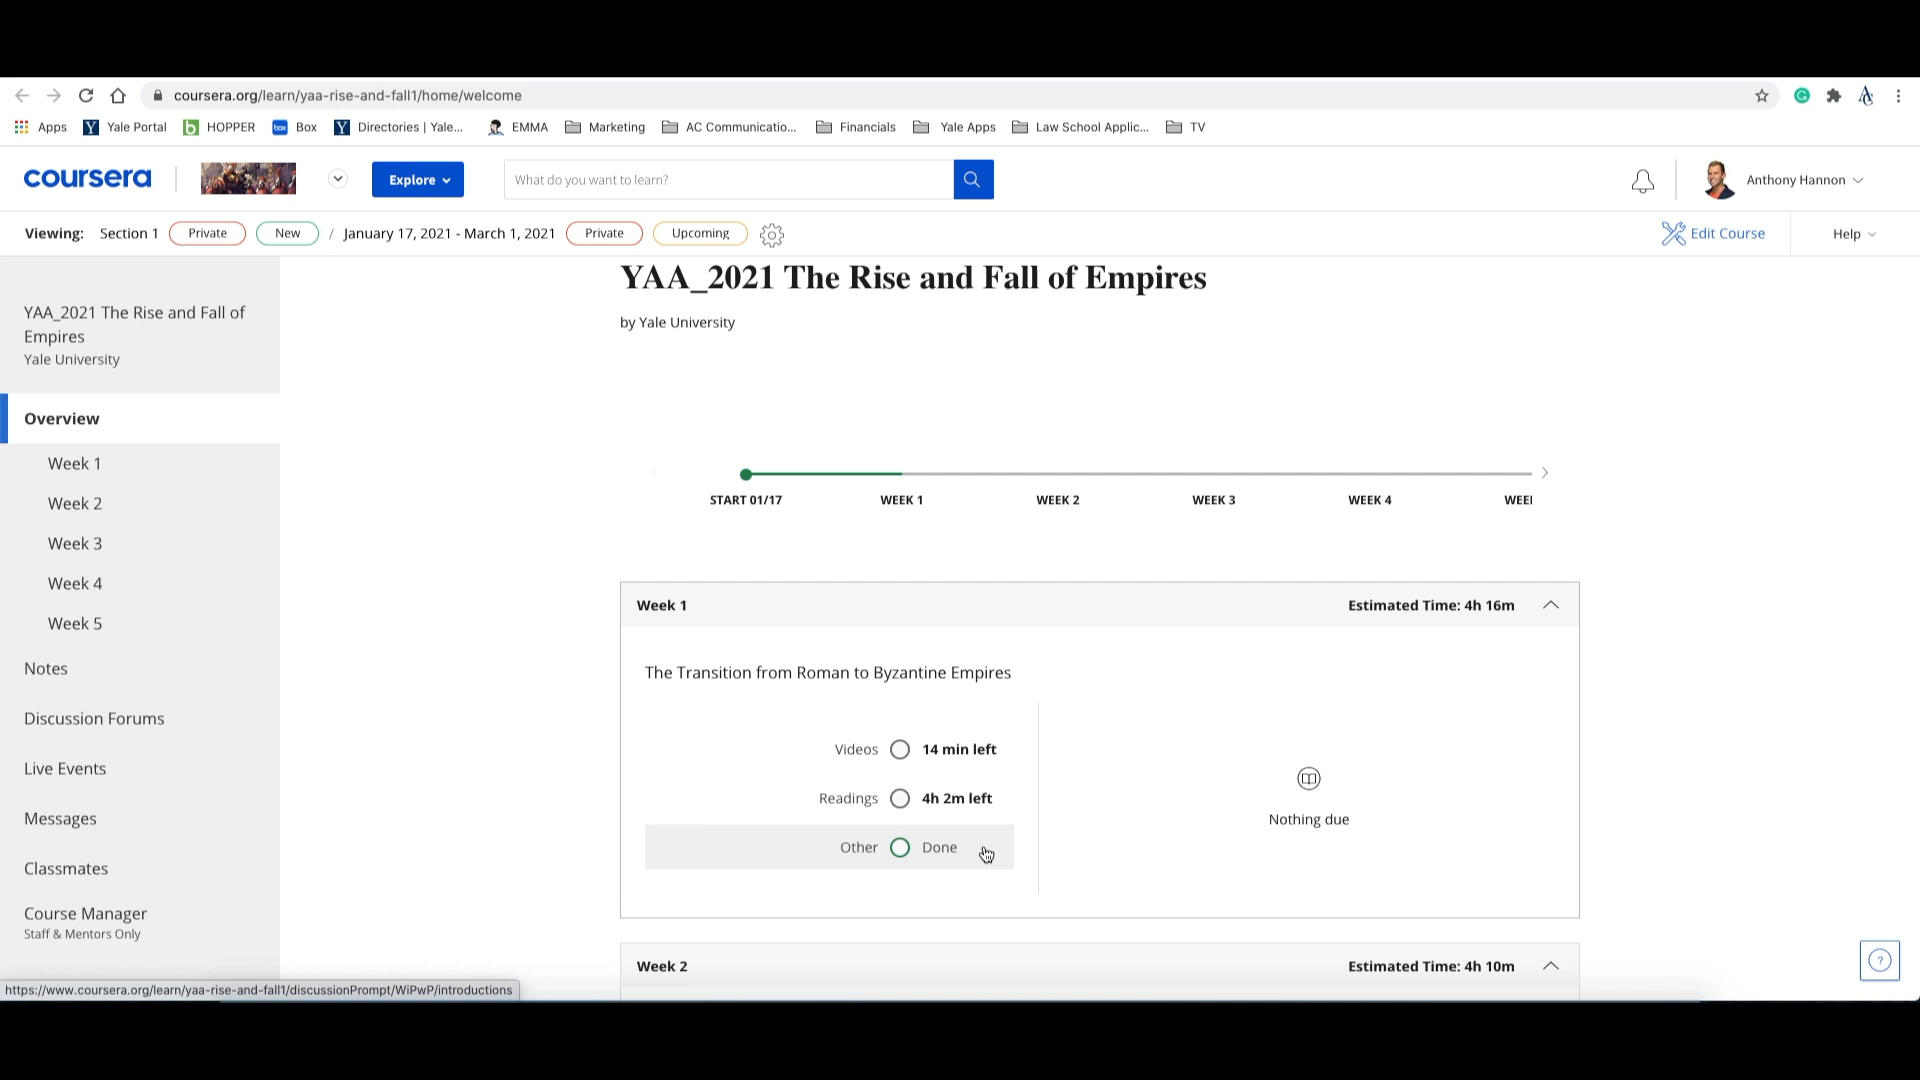 coursera.org/learn/yaa-rise-and-fall1/home/welcome
Apps Yale Portal HOPPER Box Directories | Yale... EMMA Marketing AC Communicatio... Financials Yale Apps Law School Applic... TV
coursera Explore What do you want to learn? Anthony Hannon
Viewing: Section 1 Private New / January 17, 2021 - March 1, 2021 Private Upcoming Edit Course Help
YAA_2021 The Rise and Fall of Empires
by Yale University
YAA_2021 The Rise and Fall of
Empires
Yale University
Overview
Week 1
Week 2
Week 3
Week 4
Week 5
Notes
Discussion Forums
Live Events
Messages
Classmates
Course Manager
Staff & Mentors Only
START 01/17 WEEK 1 WEEK 2 WEEK 3 WEEK 4 WEEI
Week 1 Estimated Time: 4h 16m
The Transition from Roman to Byzantine Empires
Videos 14 min left
Readings 4h 2m left
Other Done
Nothing due
Week 2 Estimated Time: 4h 10m
?
https://www.coursera.org/learn/yaa-rise-and-fall1/discussionPrompt/WiPwP/introductions